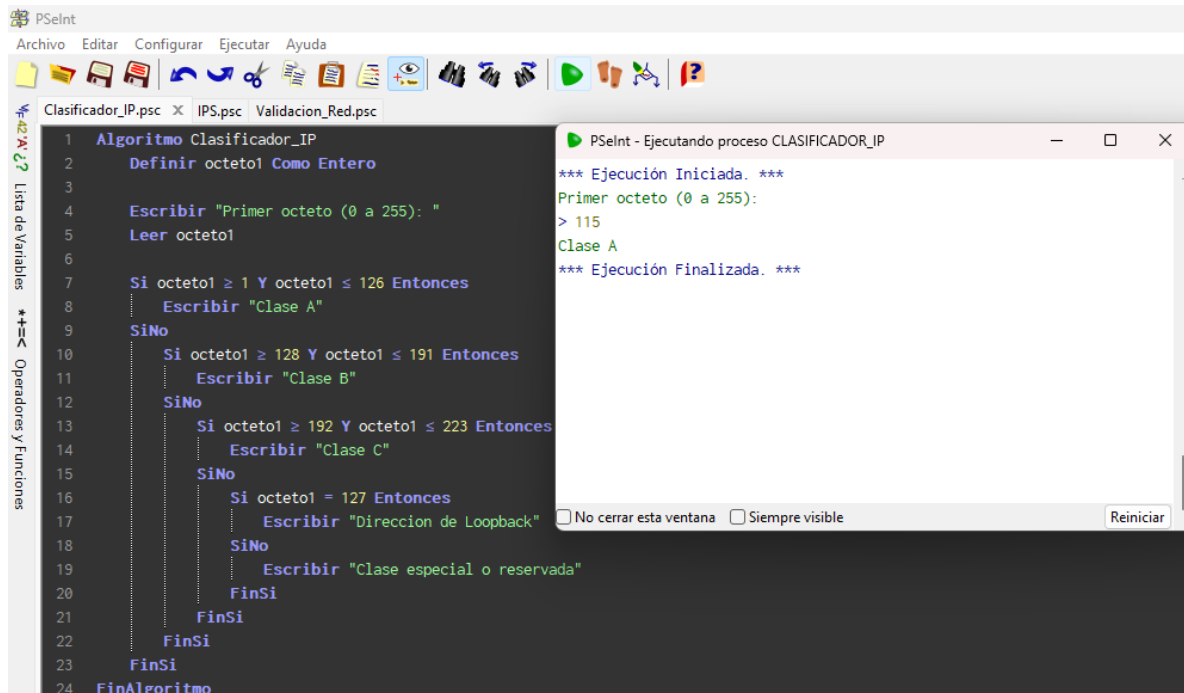 PSeInt
Archivo Editar Configurar Ejecutar Ayuda
Clasificador_IP.psc X IPS.psc Validacion_Red.psc
42 'A' ¿? Lista de Variables
*+=< Operadores y Funciones
1 Algoritmo Clasificador_IP
2 Definir octeto1 Como Entero
3
4 Escribir "Primer octeto (0 a 255): "
5 Leer octeto1
6
7 Si octeto1 ≥ 1 Y octeto1 ≤ 126 Entonces
8 Escribir "Clase A"
9 SiNo
10 Si octeto1 ≥ 128 Y octeto1 ≤ 191 Entonces
11 Escribir "Clase B"
12 SiNo
13 Si octeto1 ≥ 192 Y octeto1 ≤ 223 Entonces
14 Escribir "Clase C"
15 SiNo
16 Si octeto1 = 127 Entonces
17 Escribir "Direccion de Loopback"
18 SiNo
19 Escribir "Clase especial o reservada"
20 FinSi
21 FinSi
22 FinSi
23 FinSi
24 FinAlgoritmo
PSeInt - Ejecutando proceso CLASIFICADOR_IP
*** Ejecución Iniciada. ***
Primer octeto (0 a 255):
> 115
Clase A
*** Ejecución Finalizada. ***
No cerrar esta ventana Siempre visible Reiniciar